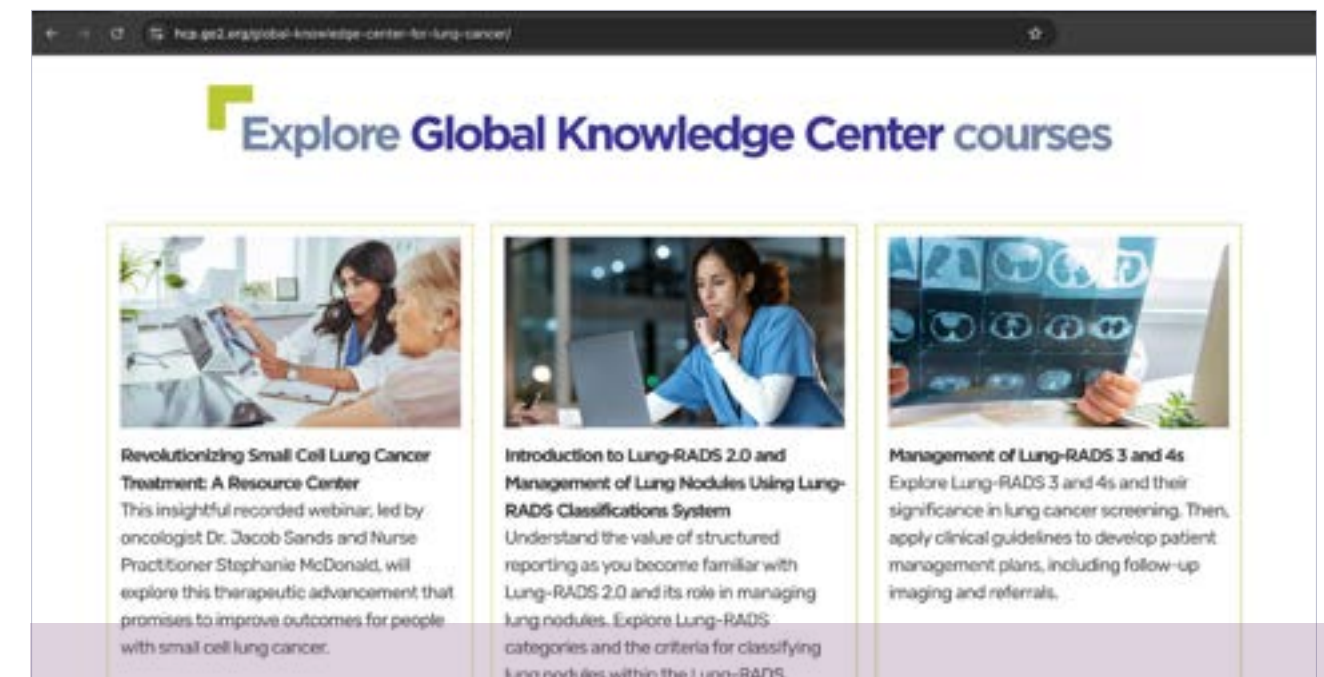 hcp.go2.org/global-knowledge-center-for-lung-cancer/
Explore Global Knowledge Center courses
Revolutionizing Small Cell Lung Cancer
Treatment: A Resource Center
This insightful recorded webinar, led by
oncologist Dr. Jacob Sands and Nurse
Practitioner Stephanie McDonald, will
explore this therapeutic advancement that
promises to improve outcomes for people
with small cell lung cancer.
Introduction to Lung-RADS 2.0 and
Management of Lung Nodules Using Lung-
RADS Classifications System
Understand the value of structured
reporting as you become familiar with
Lung-RADS 2.0 and its role in managing
lung nodules. Explore Lung-RADS
categories and the criteria for classifying
lung nodules within the Lung-RADS
Management of Lung-RADS 3 and 4s
Explore Lung-RADS 3 and 4s and their
significance in lung cancer screening. Then,
apply clinical guidelines to develop patient
management plans, including follow-up
imaging and referrals.